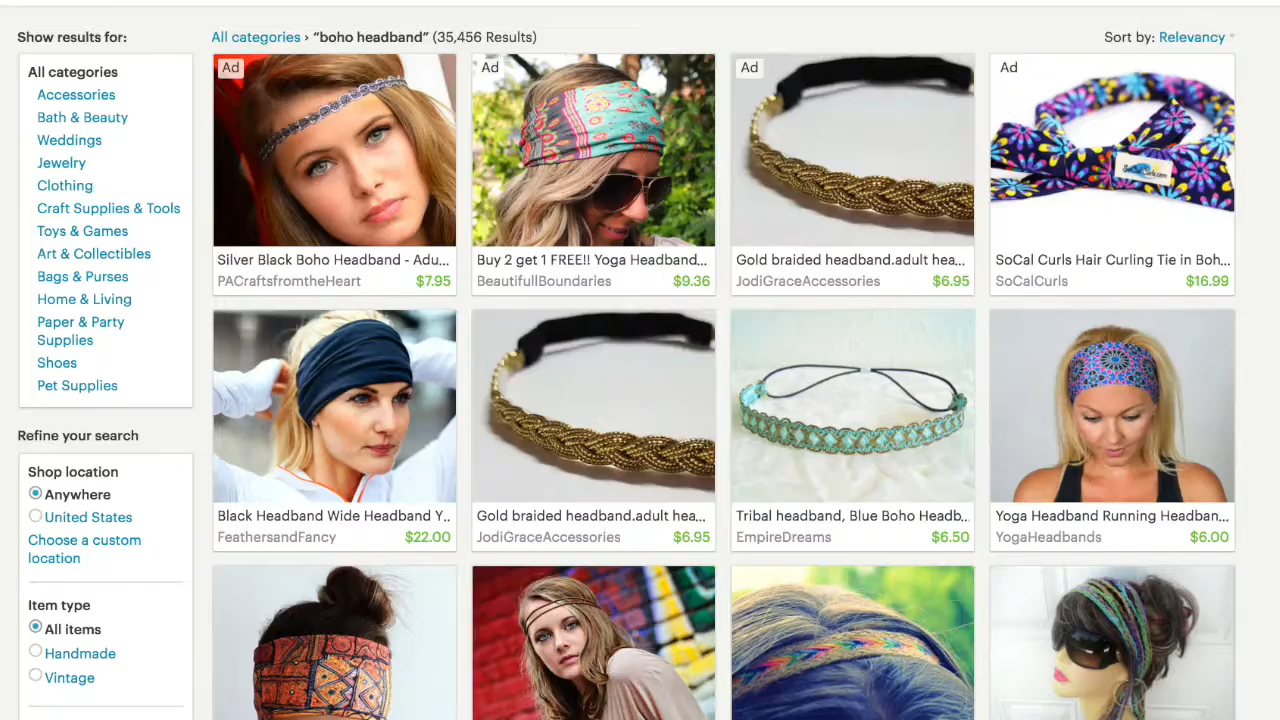 Show results for:
All categories › “boho headband” (35,456 Results)
Sort by: Relevancy
All categories
Accessories
Bath & Beauty
Weddings
Jewelry
Clothing
Craft Supplies & Tools
Toys & Games
Art & Collectibles
Bags & Purses
Home & Living
Paper & Party
Supplies
Shoes
Pet Supplies
Refine your search
Shop location
Anywhere
United States
Choose a custom
location
Item type
All items
Handmade
Vintage
Ad
Silver Black Boho Headband - Adu...
PACraftsfromtheHeart $7.95
Ad
Buy 2 get 1 FREE!! Yoga Headband...
BeautifullBoundaries $9.36
Ad
Gold braided headband.adult hea...
JodiGraceAccessories $6.95
Ad
SoCal Curls Hair Curling Tie in Boh...
SoCalCurls $16.99
Black Headband Wide Headband Y...
FeathersandFancy $22.00
Gold braided headband.adult hea...
JodiGraceAccessories $6.95
Tribal headband, Blue Boho Headb...
EmpireDreams $6.50
Yoga Headband Running Headban...
YogaHeadbands $6.00